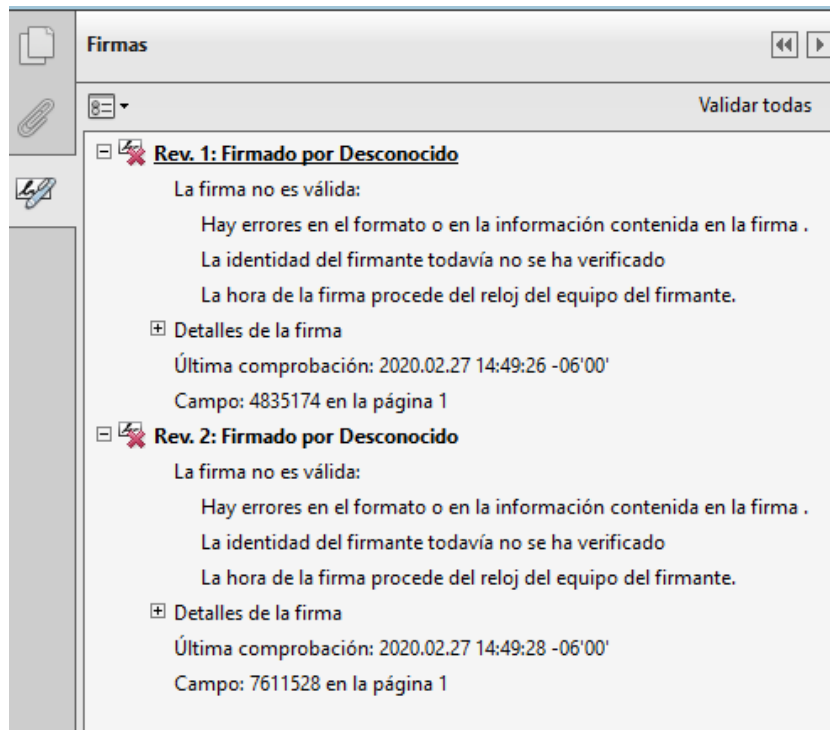 Firmas
Validar todas
Rev. 1: Firmado por Desconocido
La firma no es válida:
Hay errores en el formato o en la información contenida en la firma .
La identidad del firmante todavía no se ha verificado
La hora de la firma procede del reloj del equipo del firmante.
Detalles de la firma
Última comprobación: 2020.02.27 14:49:26 -06'00'
Campo: 4835174 en la página 1
Rev. 2: Firmado por Desconocido
La firma no es válida:
Hay errores en el formato o en la información contenida en la firma .
La identidad del firmante todavía no se ha verificado
La hora de la firma procede del reloj del equipo del firmante.
Detalles de la firma
Última comprobación: 2020.02.27 14:49:28 -06'00'
Campo: 7611528 en la página 1